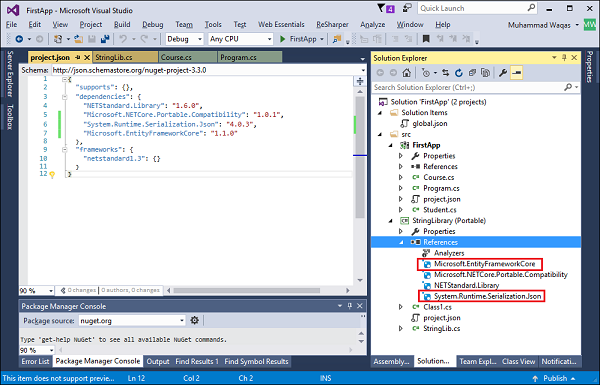 FirstApp - Microsoft Visual Studio
4
Quick Launch (Ctrl+Q)
File Edit View Project Build Debug Team Tools Test Web Essentials ReSharper Analyze Window Help
Muhammad Waqas
MW
Debug Any CPU FirstApp
Server Explorer
Toolbox
project.json StringLib.cs Course.cs Program.cs
Schema: http://json.schemastore.org/nuget-project-3.3.0
1 {
2 "supports": {},
3 "dependencies": {
4 "NETStandard.Library": "1.6.0",
5 "Microsoft.NETCore.Portable.Compatibility": "1.0.1",
6 "System.Runtime.Serialization.Json": "4.0.3",
7 "Microsoft.EntityFrameworkCore": "1.1.0"
8 },
9 "frameworks": {
10 "netstandard1.3": {}
11 }
12 }
90 % 0 changes | 0 authors, 0 changes
Package Manager Console
Package source: nuget.org
Type 'get-help NuGet' to see all available NuGet commands.
90 %
Error List Package Manager Console Output Find Results 1 Find Symbol Results
Solution Explorer
Search Solution Explorer (Ctrl+;)
Solution 'FirstApp' (2 projects)
Solution Items
global.json
src
FirstApp
Properties
References
Course.cs
Program.cs
project.json
Student.cs
StringLibrary (Portable)
Properties
References
Analyzers
Microsoft.EntityFrameworkCore
Microsoft.NETCore.Portable.Compatibility
NETStandard.Library
System.Runtime.Serialization.Json
Class1.cs
project.json
StringLib.cs
Assembly... Solution... Team Expl... Class View Notificati...
Properties
This item does not support previe... Ln 12 Col 2 Ch 2 INS Publish